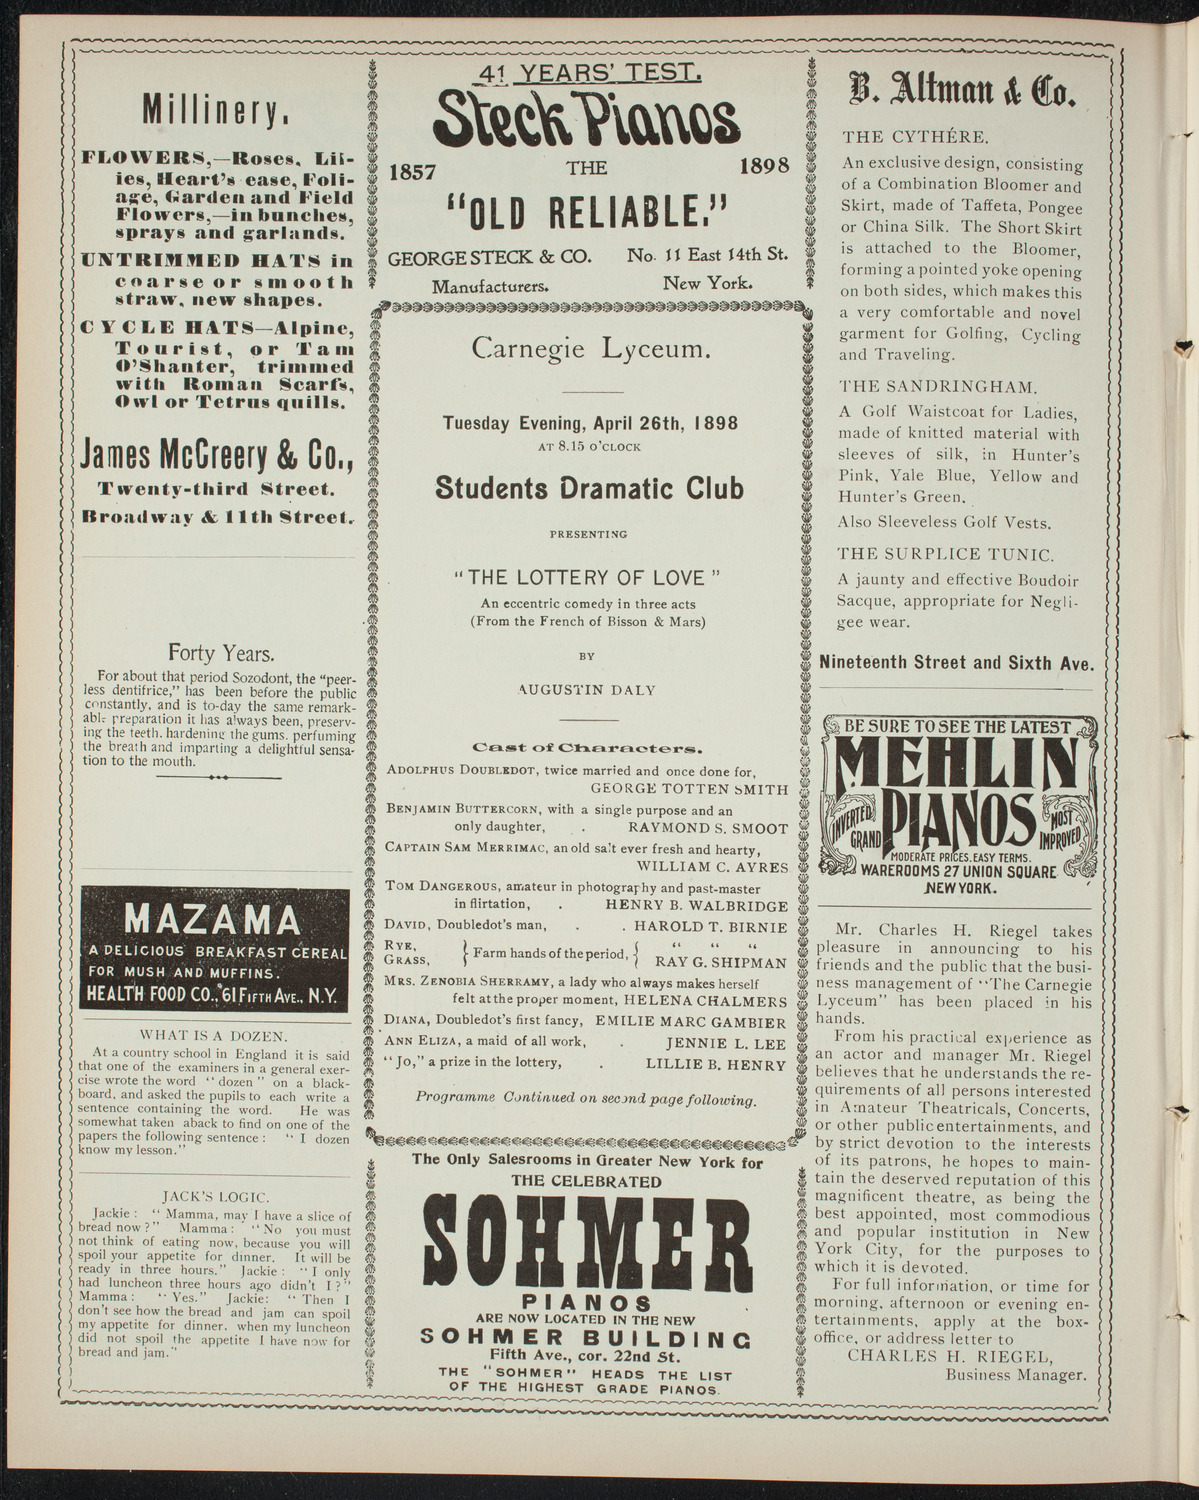 Millinery.
FLOWERS,—Roses, Lil-
ies, Heart's ease, Foli-
age, Garden and Field
Flowers,—in bunches,
sprays and garlands.
UNTRIMMED HATS in
coarse or smooth
straw, new shapes.
CYCLE HATS—Alpine,
Tourist, or Tam
O'Shanter, trimmed
with Roman Scarfs,
Owl or Tetrus quills.
James McCreery & Co.,
Twenty-third Street.
Broadway & 11th Street.
Forty Years.
For about that period Sozodont, the "peer-
less dentifrice," has been before the public
constantly, and is to-day the same remark-
able preparation it has always been, preserv-
ing the teeth, hardening the gums, perfuming
the breath and imparting a delightful sensa-
tion to the mouth.
MAZAMA
A DELICIOUS BREAKFAST CEREAL
FOR MUSH AND MUFFINS.
HEALTH FOOD CO., 61 FIFTH AVE., N.Y.
WHAT IS A DOZEN.
At a country school in England it is said
that one of the examiners in a general exer-
cise wrote the word "dozen" on a black-
board, and asked the pupils to each write a
sentence containing the word. He was
somewhat taken aback to find on one of the
papers the following sentence: "I dozen
know my lesson."
JACK'S LOGIC.
Jackie: "Mamma, may I have a slice of
bread now?" Mamma: "No you must
not think of eating now, because you will
spoil your appetite for dinner. It will be
ready in three hours." Jackie: "I only
had luncheon three hours ago didn't I?"
Mamma: "Yes." Jackie: "Then I
don't see how the bread and jam can spoil
my appetite for dinner, when my luncheon
did not spoil the appetite I have now for
bread and jam."
41 YEARS' TEST.
Steck Pianos
1857 THE 1898
"OLD RELIABLE."
GEORGE STECK & CO. No. 11 East 14th St.
Manufacturers. New York.
Carnegie Lyceum.
Tuesday Evening, April 26th, 1898
AT 8.15 O'CLOCK
Students Dramatic Club
PRESENTING
"THE LOTTERY OF LOVE"
An eccentric comedy in three acts
(From the French of Bisson & Mars)
BY
AUGUSTIN DALY
Cast of Characters.
ADOLPHUS DOUBLEDOT, twice married and once done for,
GEORGE TOTTEN SMITH
BENJAMIN BUTTERCORN, with a single purpose and an
only daughter, . RAYMOND S. SMOOT
CAPTAIN SAM MERRIMAC, an old salt ever fresh and hearty,
WILLIAM C. AYRES
TOM DANGEROUS, amateur in photography and past-master
in flirtation, . HENRY B. WALBRIDGE
DAVID, Doubledot's man, . . HAROLD T. BIRNIE
RYE, } Farm hands of the period, { " " "
GRASS, RAY G. SHIPMAN
MRS. ZENOBIA SHERRAMY, a lady who always makes herself
felt at the proper moment, HELENA CHALMERS
DIANA, Doubledot's first fancy, EMILIE MARC GAMBIER
ANN ELIZA, a maid of all work, . JENNIE L. LEE
"Jo," a prize in the lottery, . LILLIE B. HENRY
Programme Continued on second page following.
The Only Salesrooms in Greater New York for
THE CELEBRATED
SOHMER
PIANOS
ARE NOW LOCATED IN THE NEW
SOHMER BUILDING
Fifth Ave., cor. 22nd St.
THE "SOHMER" HEADS THE LIST
OF THE HIGHEST GRADE PIANOS.
B. Altman & Co.
THE CYTHÉRE.
An exclusive design, consisting
of a Combination Bloomer and
Skirt, made of Taffeta, Pongee
or China Silk. The Short Skirt
is attached to the Bloomer,
forming a pointed yoke opening
on both sides, which makes this
a very comfortable and novel
garment for Golfing, Cycling
and Traveling.
THE SANDRINGHAM.
A Golf Waistcoat for Ladies,
made of knitted material with
sleeves of silk, in Hunter's
Pink, Yale Blue, Yellow and
Hunter's Green.
Also Sleeveless Golf Vests.
THE SURPLICE TUNIC.
A jaunty and effective Boudoir
Sacque, appropriate for Negli-
gee wear.
Nineteenth Street and Sixth Ave.
BE SURE TO SEE THE LATEST
MEHLIN
INVERTED GRAND PIANOS MOST IMPROVED
MODERATE PRICES. EASY TERMS.
WAREROOMS 27 UNION SQUARE
NEW YORK.
Mr. Charles H. Riegel takes
pleasure in announcing to his
friends and the public that the busi-
ness management of "The Carnegie
Lyceum" has been placed in his
hands.
From his practical experience as
an actor and manager Mr. Riegel
believes that he understands the re-
quirements of all persons interested
in Amateur Theatricals, Concerts,
or other public entertainments, and
by strict devotion to the interests
of its patrons, he hopes to main-
tain the deserved reputation of this
magnificent theatre, as being the
best appointed, most commodious
and popular institution in New
York City, for the purposes to
which it is devoted.
For full information, or time for
morning, afternoon or evening en-
tertainments, apply at the box-
office, or address letter to
CHARLES H. RIEGEL,
Business Manager.